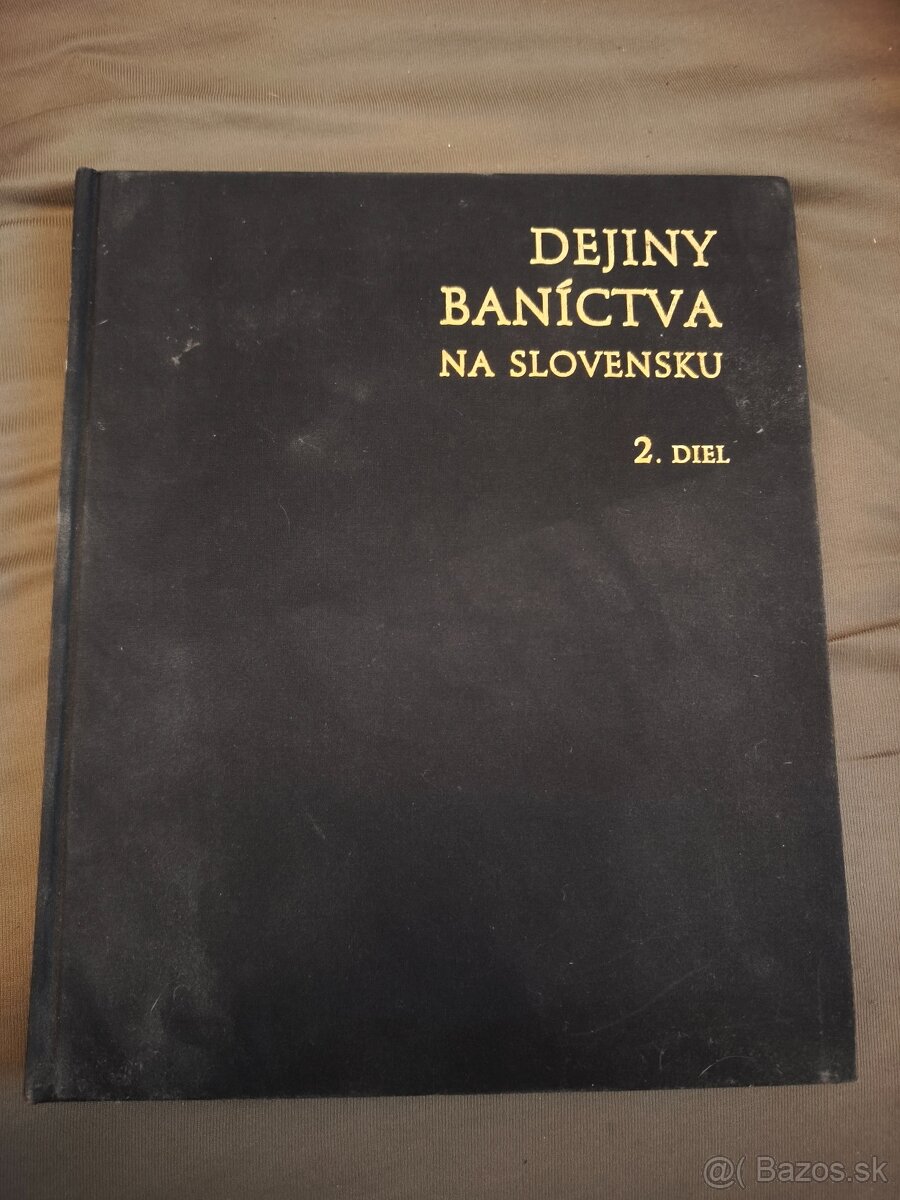 DEJINY
BANÍCTVA
NA SLOVENSKU
2. DIEL
@( Bazos.sk